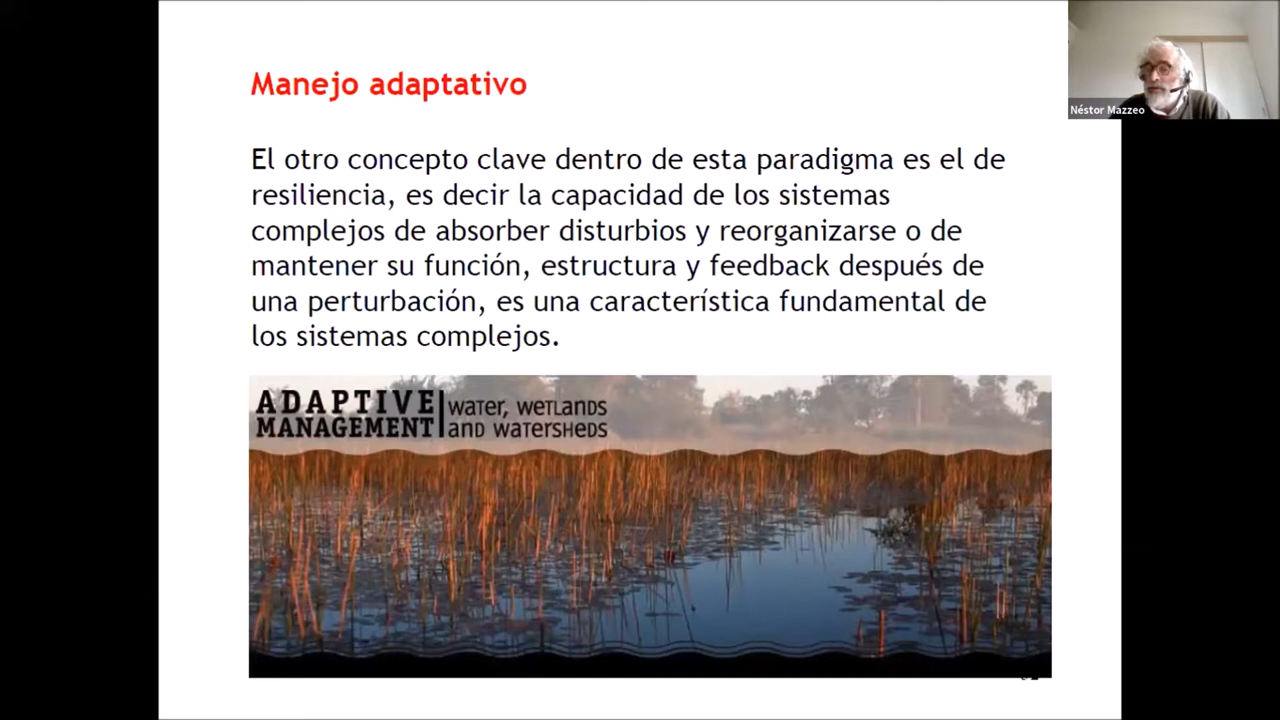 Manejo adaptativo
El otro concepto clave dentro de esta paradigma es el de
resiliencia, es decir la capacidad de los sistemas
complejos de absorber disturbios y reorganizarse o de
mantener su función, estructura y feedback después de
una perturbación, es una característica fundamental de
los sistemas complejos.
ADAPTIVE
MANAGEMENT
water, wetlands
and watersheds
Néstor Mazzeo